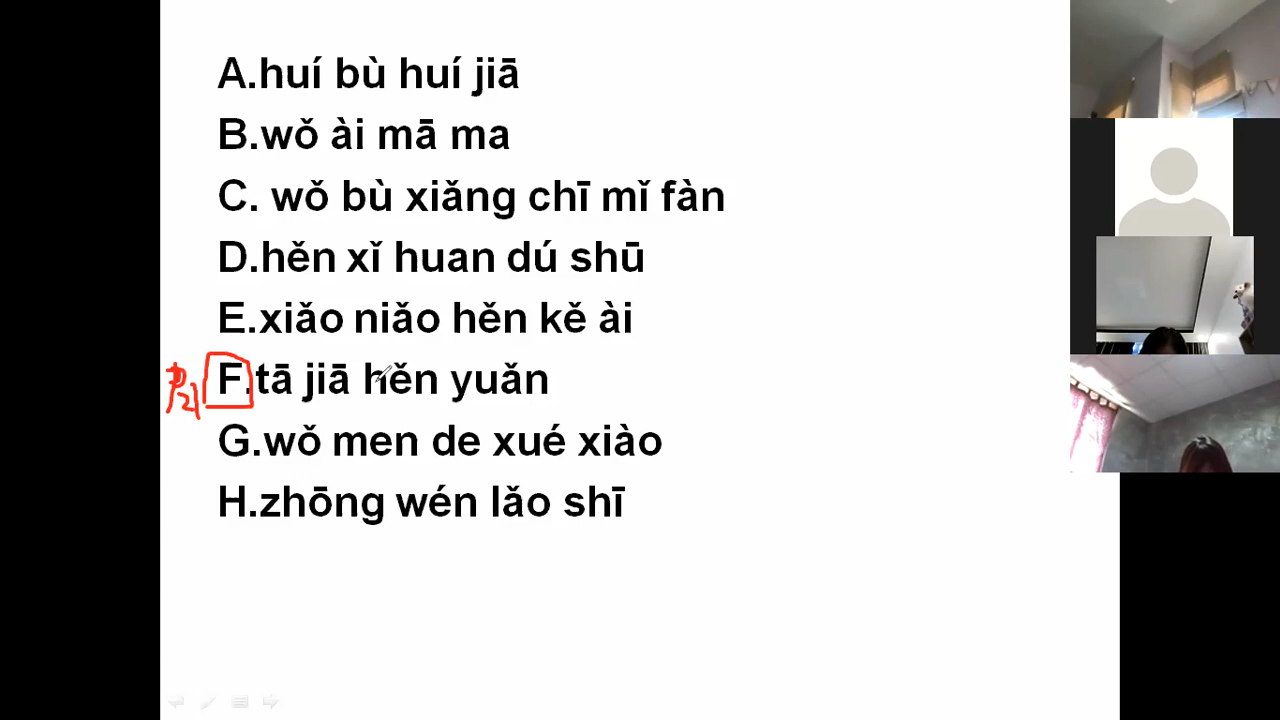 A.huí bù huí jiā
B.wǒ ài mā ma
C. wǒ bù xiǎng chī mǐ fàn
D.hěn xǐ huan dú shū
E.xiǎo niǎo hěn kě ài
F.tā jiā hěn yuǎn
G.wǒ men de xué xiào
H.zhōng wén lǎo shī